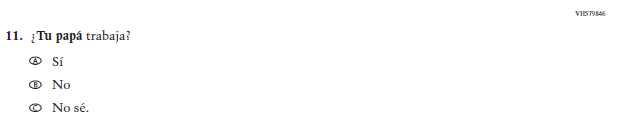 VH579846
11. ¿Tu papá trabaja?
A Sí
B No
C No sé.